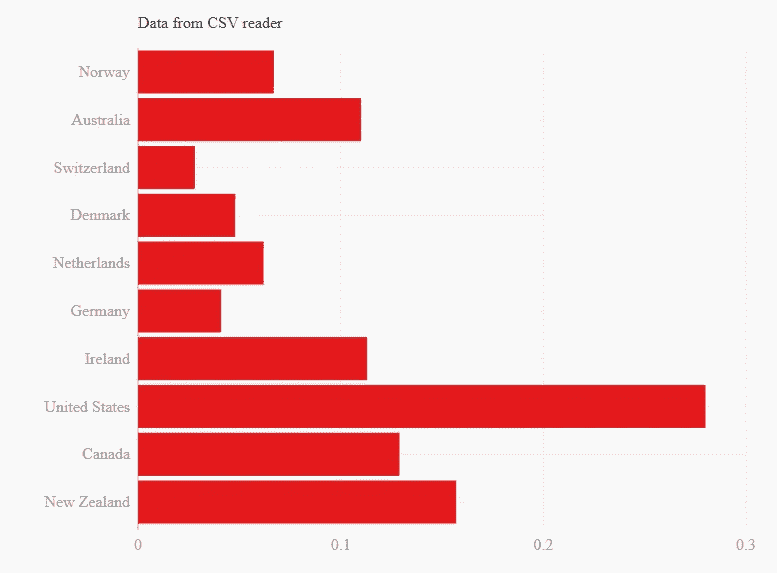 Data from CSV reader
Norway
Australia
Switzerland
Denmark
Netherlands
Germany
Ireland
United States
Canada
New Zealand
0 0.1 0.2 0.3